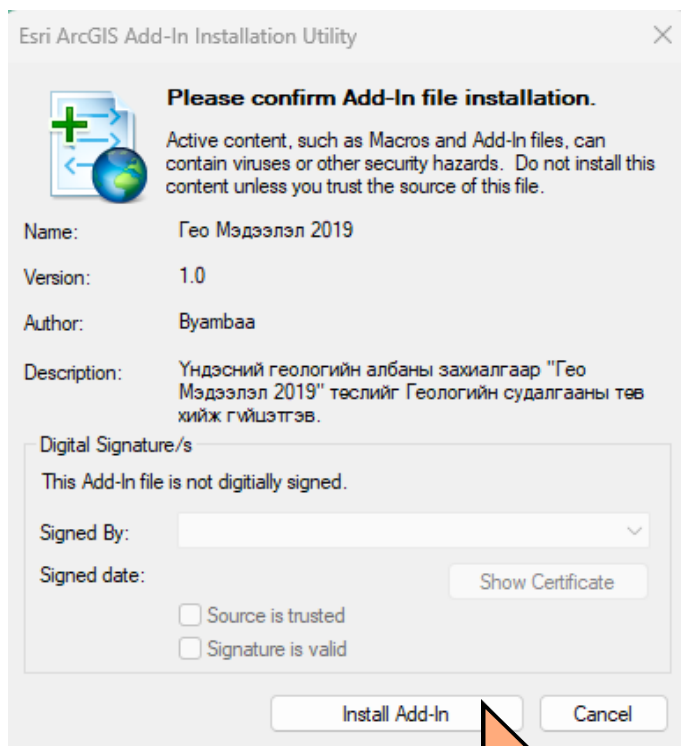 Esri ArcGIS Add-In Installation Utility
Please confirm Add-In file installation.
Active content, such as Macros and Add-In files, can
contain viruses or other security hazards.  Do not install this
content unless you trust the source of this file.
Name: Гео Мэдээлэл 2019
Version: 1.0
Author: Byambaa
Description: Үндэсний геологийн албаны захиалгаар "Гео
Мэдээлэл 2019" төслийг Геологийн судалгааны төв
хийж гүйцэтгэв.
Digital Signature/s
This Add-In file is not digitially signed.
Signed By:
Signed date:
Show Certificate
Source is trusted
Signature is valid
Install Add-In Cancel